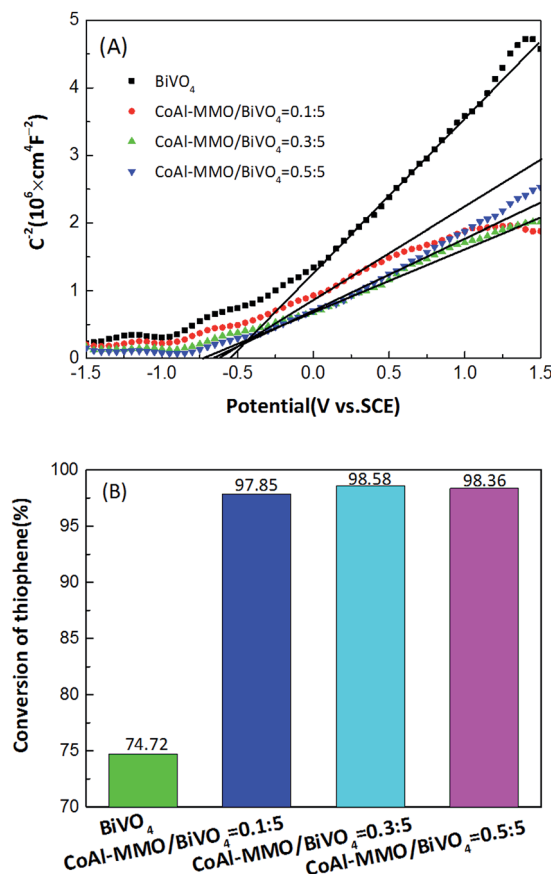 (A)
BiVO₄
CoAl-MMO/BiVO₄=0.1:5
CoAl-MMO/BiVO₄=0.3:5
CoAl-MMO/BiVO₄=0.5:5
C⁻²(10⁶×cm⁴F⁻²)
5
4
3
2
1
0
-1.5 -1.0 -0.5 0.0 0.5 1.0 1.5
Potential(V vs.SCE)
(B)
Conversion of thiophene(%)
100
95
90
85
80
75
70
74.72
97.85
98.58
98.36
BiVO₄
CoAl-MMO/BiVO₄=0.1:5
CoAl-MMO/BiVO₄=0.3:5
CoAl-MMO/BiVO₄=0.5:5